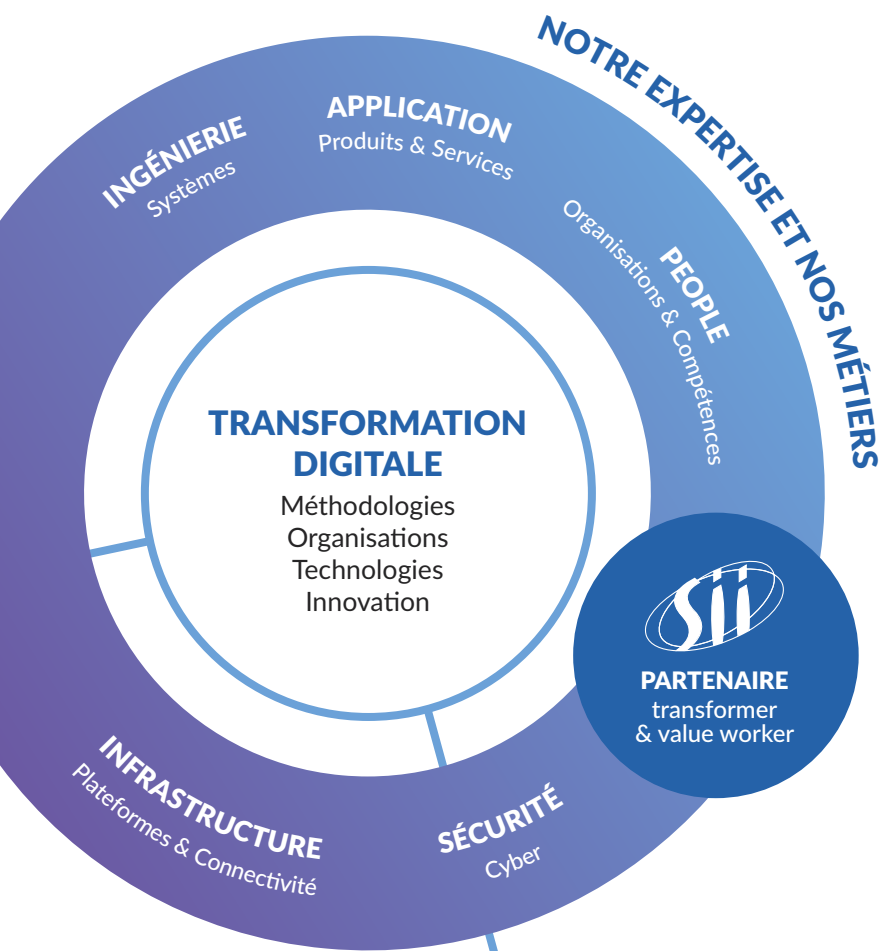 NOTRE EXPERTISE ET NOS MÉTIERS
INGÉNIERIE
Systèmes
APPLICATION
Produits & Services
PEOPLE
Organisations & Compétences
TRANSFORMATION
DIGITALE
Méthodologies
Organisations
Technologies
Innovation
sii
PARTENAIRE
transformer
& value worker
INFRASTRUCTURE
Plateformes & Connectivité
SÉCURITÉ
Cyber